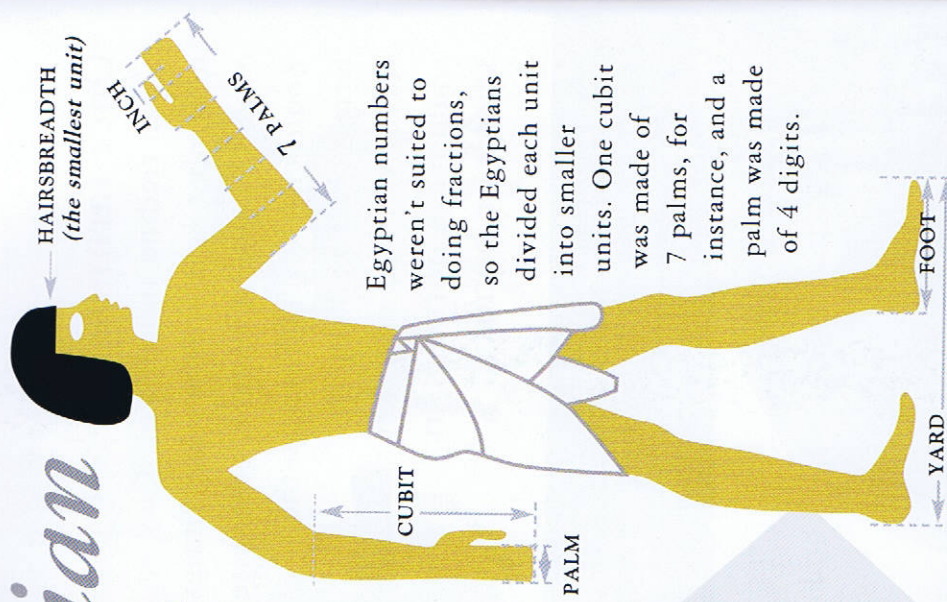 ian
HAIRSBREADTH
(the smallest unit)
INCH
7 PALMS
Egyptian numbers
weren't suited to
doing fractions,
so the Egyptians
divided each unit
into smaller
units. One cubit
was made of
7 palms, for
instance, and a
palm was made
of 4 digits.
CUBIT
PALM
FOOT
YARD